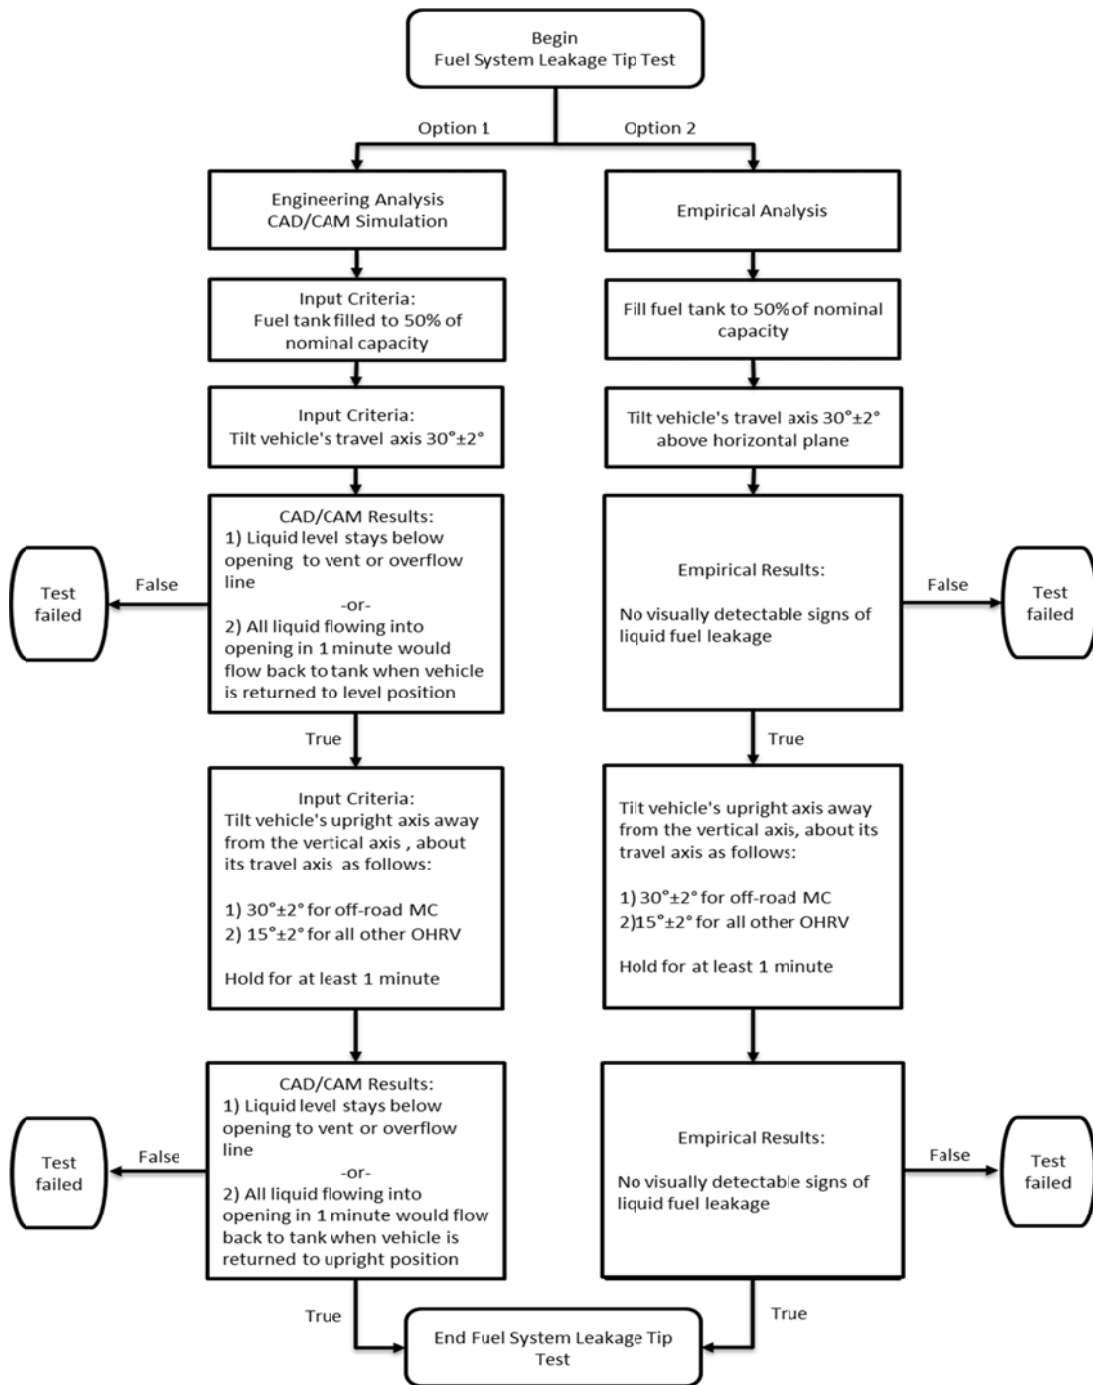 Begin
Fuel System Leakage Tip Test
Option 1
Option 2
Engineering Analysis
CAD/CAM Simulation
Empirical Analysis
Input Criteria:
Fuel tank filled to 50% of
nominal capacity
Fill fuel tank to 50% of nominal
capacity
Input Criteria:
Tilt vehicle's travel axis 30°±2°
Tilt vehicle's travel axis 30°±2°
above horizontal plane
CAD/CAM Results:
1) Liquid level stays below
opening to vent or overflow
line
-or-
2) All liquid flowing into
opening in 1 minute would
flow back to tank when vehicle
is returned to level position
False
Test
failed
Empirical Results:
No visually detectable signs of
liquid fuel leakage
False
Test
failed
True
True
Input Criteria:
Tilt vehicle's upright axis away
from the vertical axis , about
its travel axis as follows:
1) 30°±2° for off-road MC
2) 15°±2° for all other OHRV
Hold for at least 1 minute
Tilt vehicle's upright axis away
from the vertical axis, about its
travel axis as follows:
1) 30°±2° for off-road MC
2)15°±2° for all other OHRV
Hold for at least 1 minute
CAD/CAM Results:
1) Liquid level stays below
opening to vent or overflow
line
-or-
2) All liquid flowing into
opening in 1 minute would flow
back to tank when vehicle is
returned to upright position
False
Test
failed
Empirical Results:
No visually detectable signs of
liquid fuel leakage
False
Test
failed
True
True
End Fuel System Leakage Tip
Test